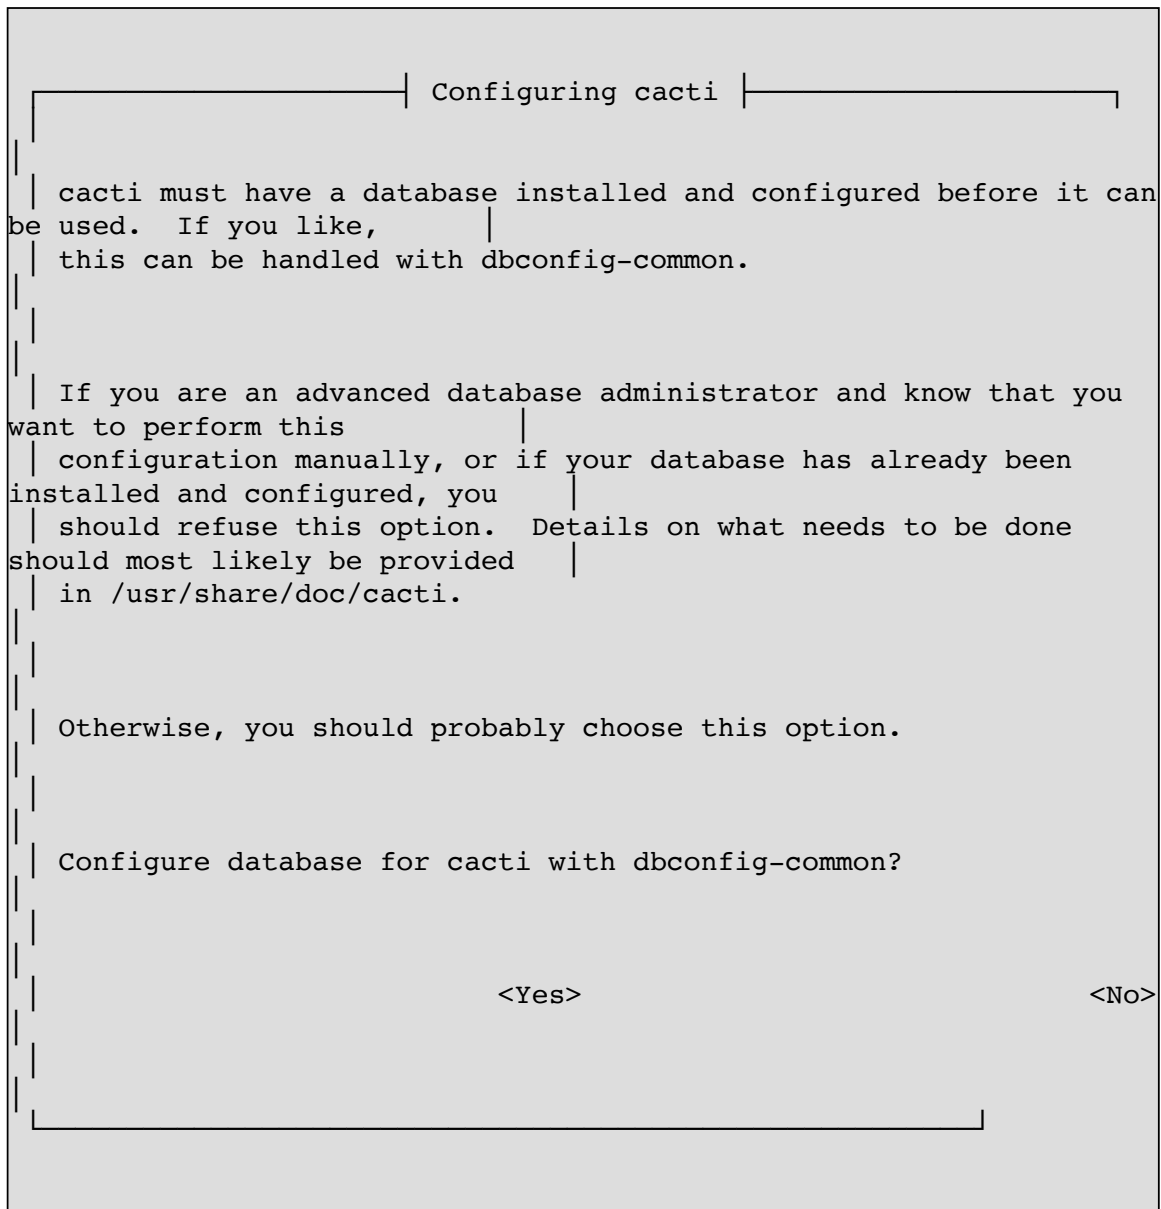 Configuring cacti
cacti must have a database installed and configured before it can
be used.  If you like,
this can be handled with dbconfig-common.
If you are an advanced database administrator and know that you
want to perform this
configuration manually, or if your database has already been
installed and configured, you
should refuse this option.  Details on what needs to be done
should most likely be provided
in /usr/share/doc/cacti.
Otherwise, you should probably choose this option.
Configure database for cacti with dbconfig-common?
<Yes> <No>